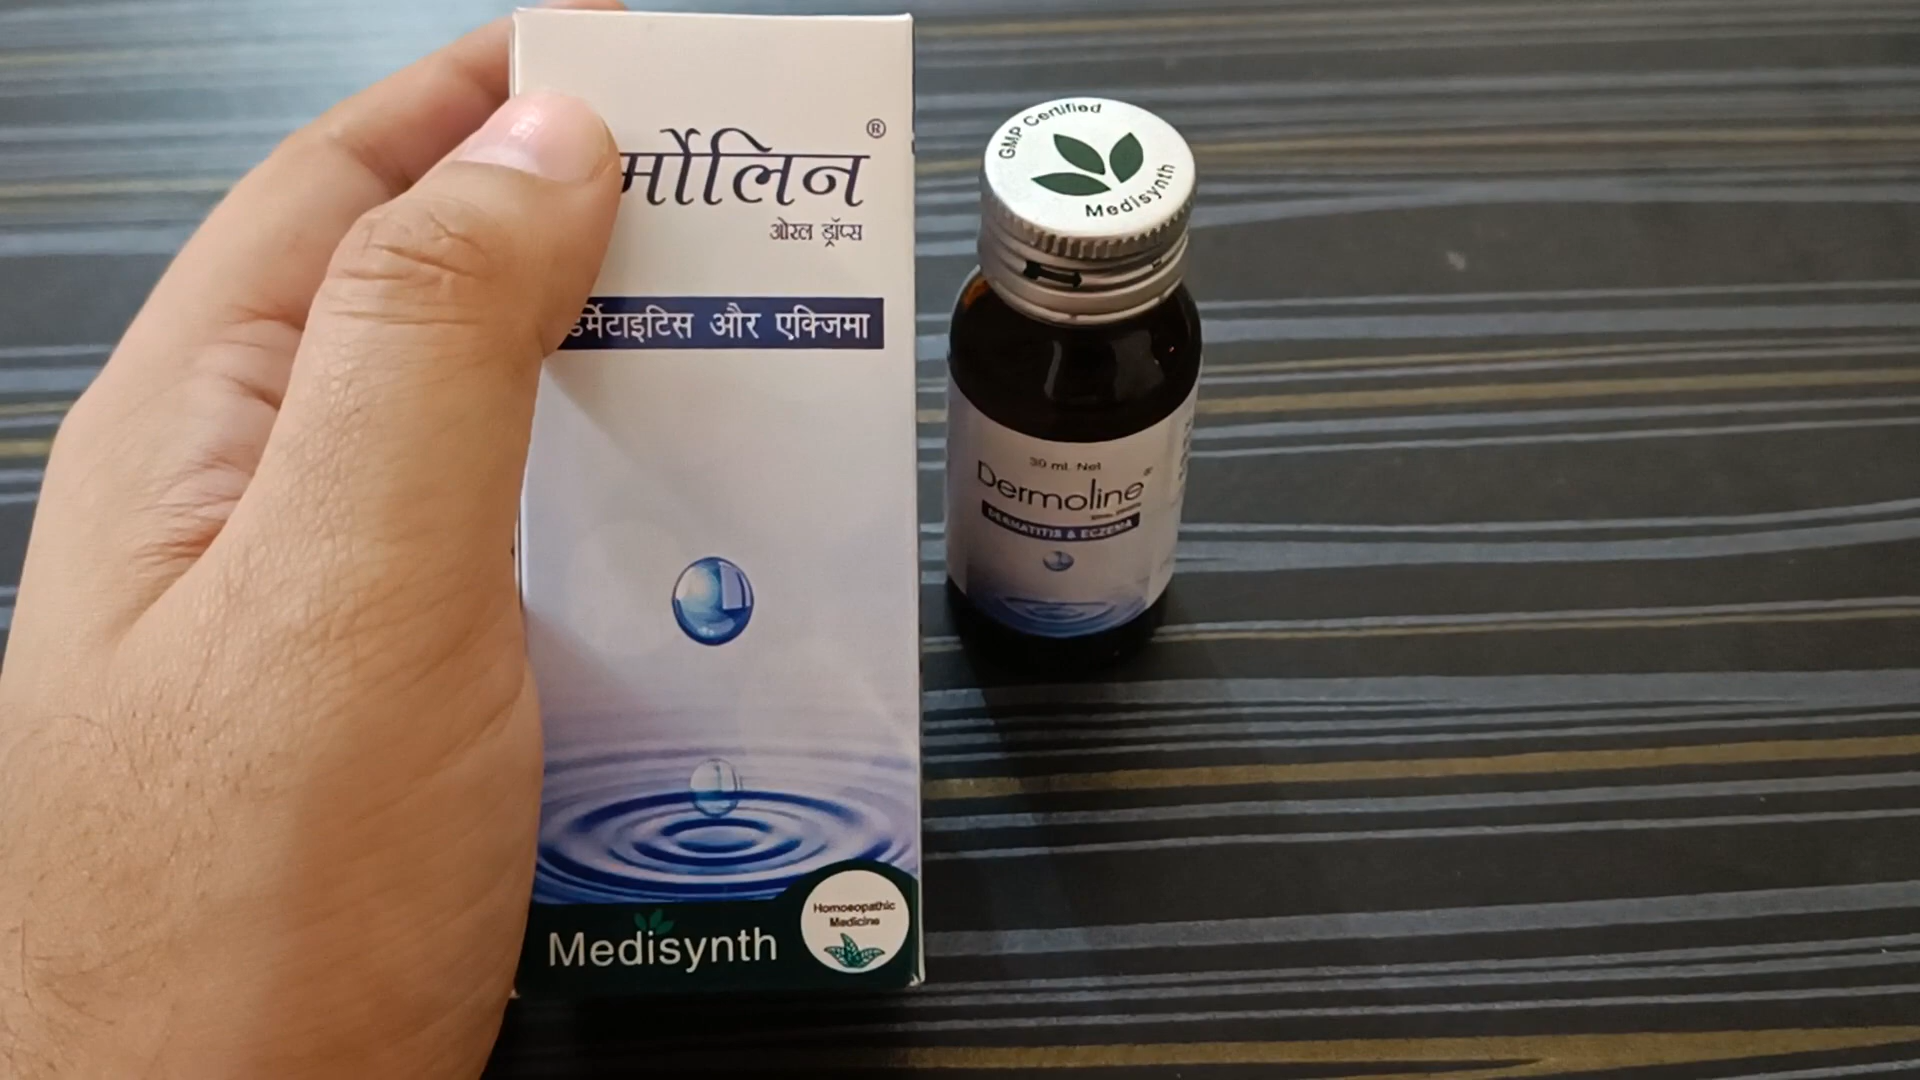 र्मोलिन®
ओरल ड्रॉप्स
डर्मेटाइटिस और एक्जिमा
Medisynth
Homoeopathic
Medicine
GMP Certified
Medisynth
30 ml. Net
Dermoline®
DERMATITIS & ECZEMA